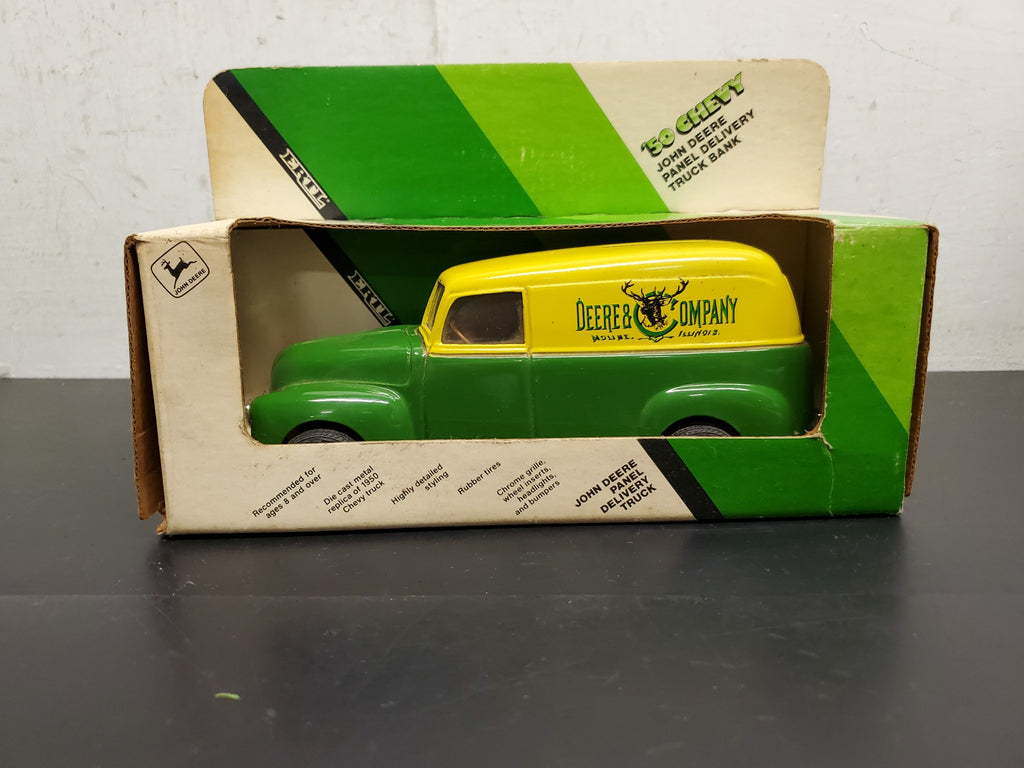 '50 CHEVY
JOHN DEERE
PANEL DELIVERY
TRUCK BANK
ERTL
JOHN DEERE
ERTL
DEERE & COMPANY
MOLINE, ILLINOIS.
Recommended for
ages 8 and over
Die cast metal
replica of 1950
Chevy truck
Highly detailed
styling
Rubber tires
Chrome grille,
wheel inserts,
headlights,
and bumpers
JOHN DEERE
PANEL
DELIVERY
TRUCK